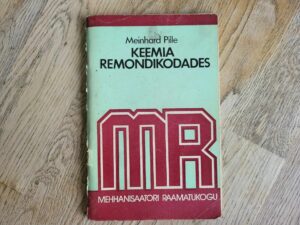 Meinhard Pille
KEEMIA
REMONDIKODADES
MR
MEHHANISAATORI RAAMATUKOGU